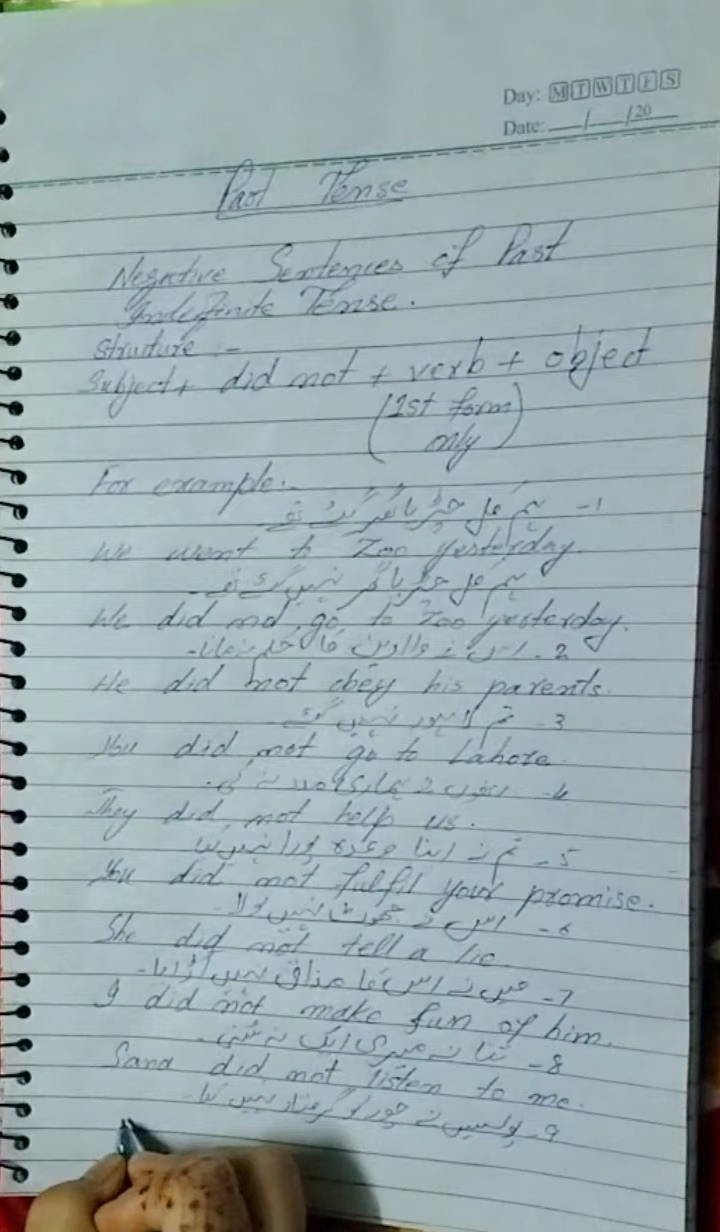 Day: M T W T F S
Date: __/__/20__
Past Tense
Negative Sentences of Past
Indefinite Tense.
Structure :-
Subject + did not + verb + object
(1st form
only)
For example:-
1- ہم کل چڑیا گھر گئے تھے۔
We went to Zoo yesterday.
ہم کل چڑیا گھر نہیں گئے تھے۔
We did not go to Zoo yesterday.
2- اس نے والدین کا حکم نہ مانا۔
He did not obey his parents.
3- تم لاہور نہیں گئے۔
You did not go to Lahore.
4- انہوں نے ہماری مدد نہ کی۔
They did not help us.
5- تم نے اپنا وعدہ پورا نہیں کیا
You did not fulfil your promise.
6- اس نے جھوٹ نہیں بولا۔
She did not tell a lie.
7- میں نے اس کا مذاق نہیں اڑایا۔
I did not make fun of him.
8- ثنا نے میری ایک نہ سنی۔
Sana did not listen to me.
9- پولیس نے چور کو گرفتار نہیں کیا۔